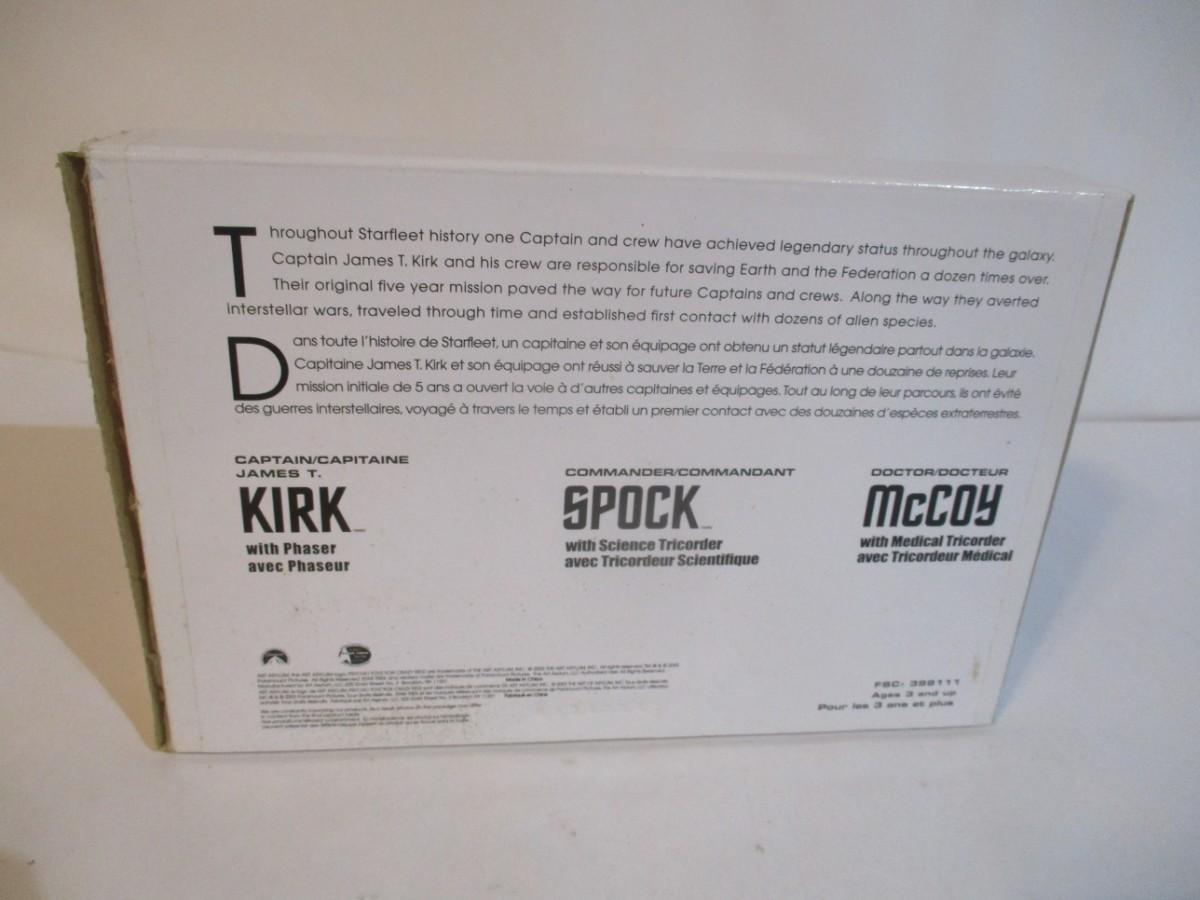 Throughout Starfleet history one Captain and crew have achieved legendary status throughout the galaxy.
Captain James T. Kirk and his crew are responsible for saving Earth and the Federation a dozen times over.
Their original five year mission paved the way for future Captains and crews. Along the way they averted
interstellar wars, traveled through time and established first contact with dozens of alien species.
Dans toute l'histoire de Starfleet, un capitaine et son équipage ont obtenu un statut légendaire partout dans la galaxie.
Capitaine James T. Kirk et son équipage ont réussi à sauver la Terre et la Fédération à une douzaine de reprises. Leur
mission initiale de 5 ans a ouvert la voie à d'autres capitaines et équipages. Tout au long de leur parcours, ils ont évité
des guerres interstellaires, voyagé à travers le temps et établi un premier contact avec des douzaines d'espèces extraterrestres.
CAPTAIN/CAPITAINE
JAMES T.
KIRK
with Phaser
avec Phaseur
COMMANDER/COMMANDANT
SPOCK
with Science Tricorder
avec Tricordeur Scientifique
DOCTOR/DOCTEUR
McCOY
with Medical Tricorder
avec Tricordeur Médical
Made in China
Fabriqué en Chine
Ages 3 and up
Pour les 3 ans et plus